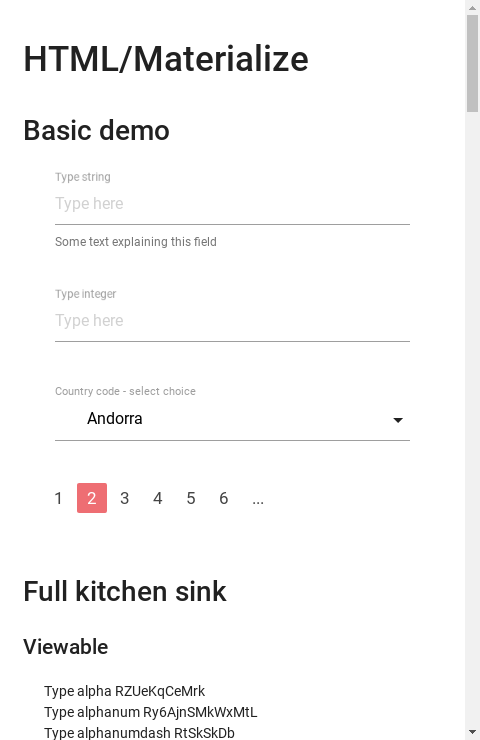 HTML/Materialize
Basic demo
Type string
Type here
Some text explaining this field
Type integer
Type here
Country code - select choice
Andorra
1 2 3 4 5 6 ...
Full kitchen sink
Viewable
Type alpha RZUeKqCeMrk
Type alphanum Ry6AjnSMkWxMtL
Type alphanumdash RtSkSkDb